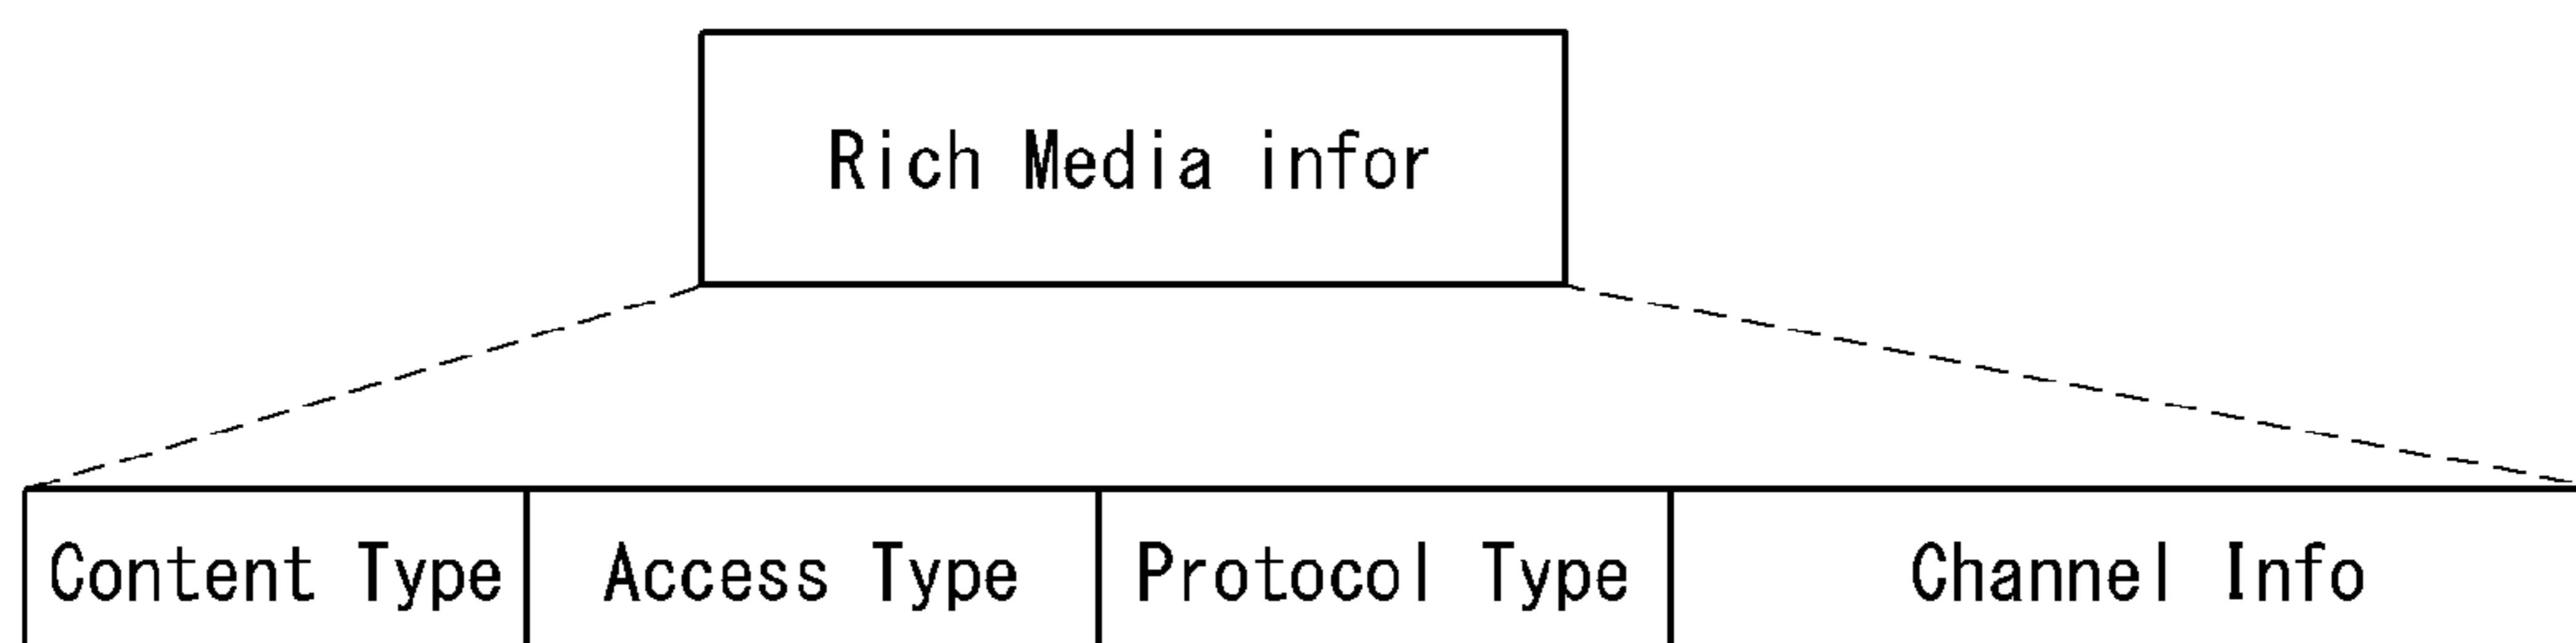 Rich Media infor
Content Type Access Type Protocol Type Channel Info